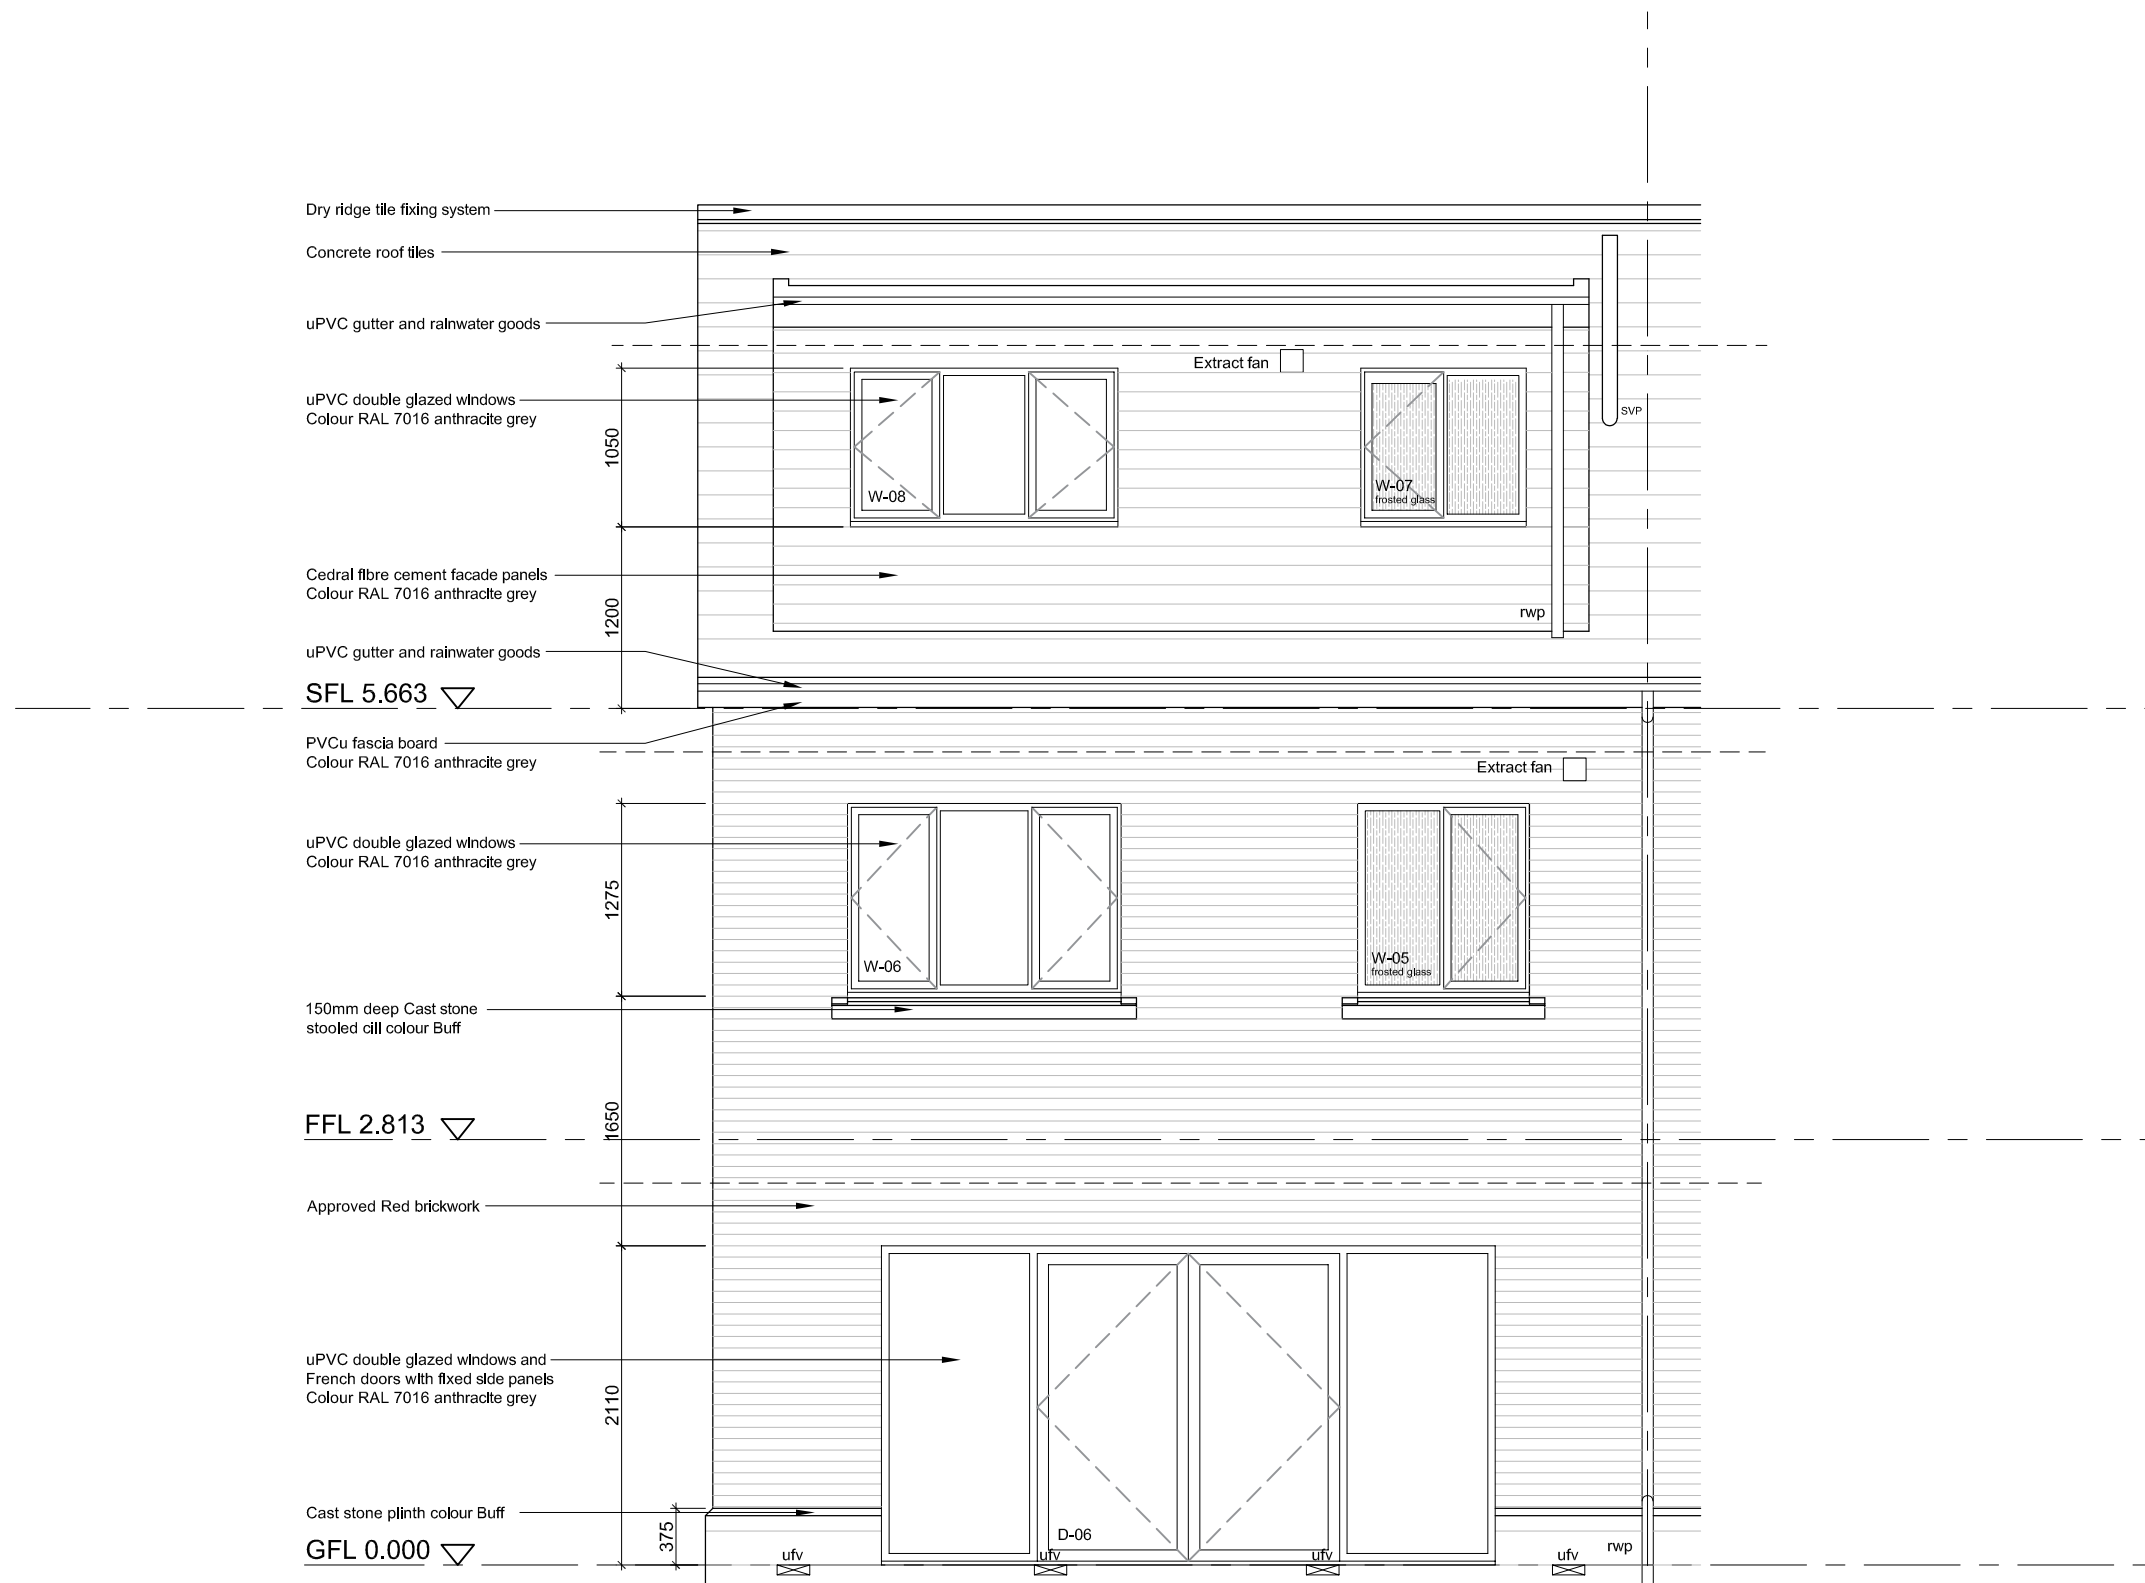 Dry ridge tile fixing system
Concrete roof tiles
uPVC gutter and rainwater goods
Extract fan
uPVC double glazed windows
Colour RAL 7016 anthracite grey
SVP
1050
W-08
W-07
frosted glass
Cedral fibre cement facade panels
Colour RAL 7016 anthracite grey
1200
rwp
uPVC gutter and rainwater goods
SFL 5.663
PVCu fascia board
Colour RAL 7016 anthracite grey
Extract fan
uPVC double glazed windows
Colour RAL 7016 anthracite grey
1275
W-06
W-05
frosted glass
150mm deep Cast stone
stooled cill colour Buff
FFL 2.813
1650
Approved Red brickwork
uPVC double glazed windows and
French doors with fixed side panels
Colour RAL 7016 anthracite grey
2110
Cast stone plinth colour Buff
375
D-06
GFL 0.000
ufv
ufv
ufv
ufv
rwp